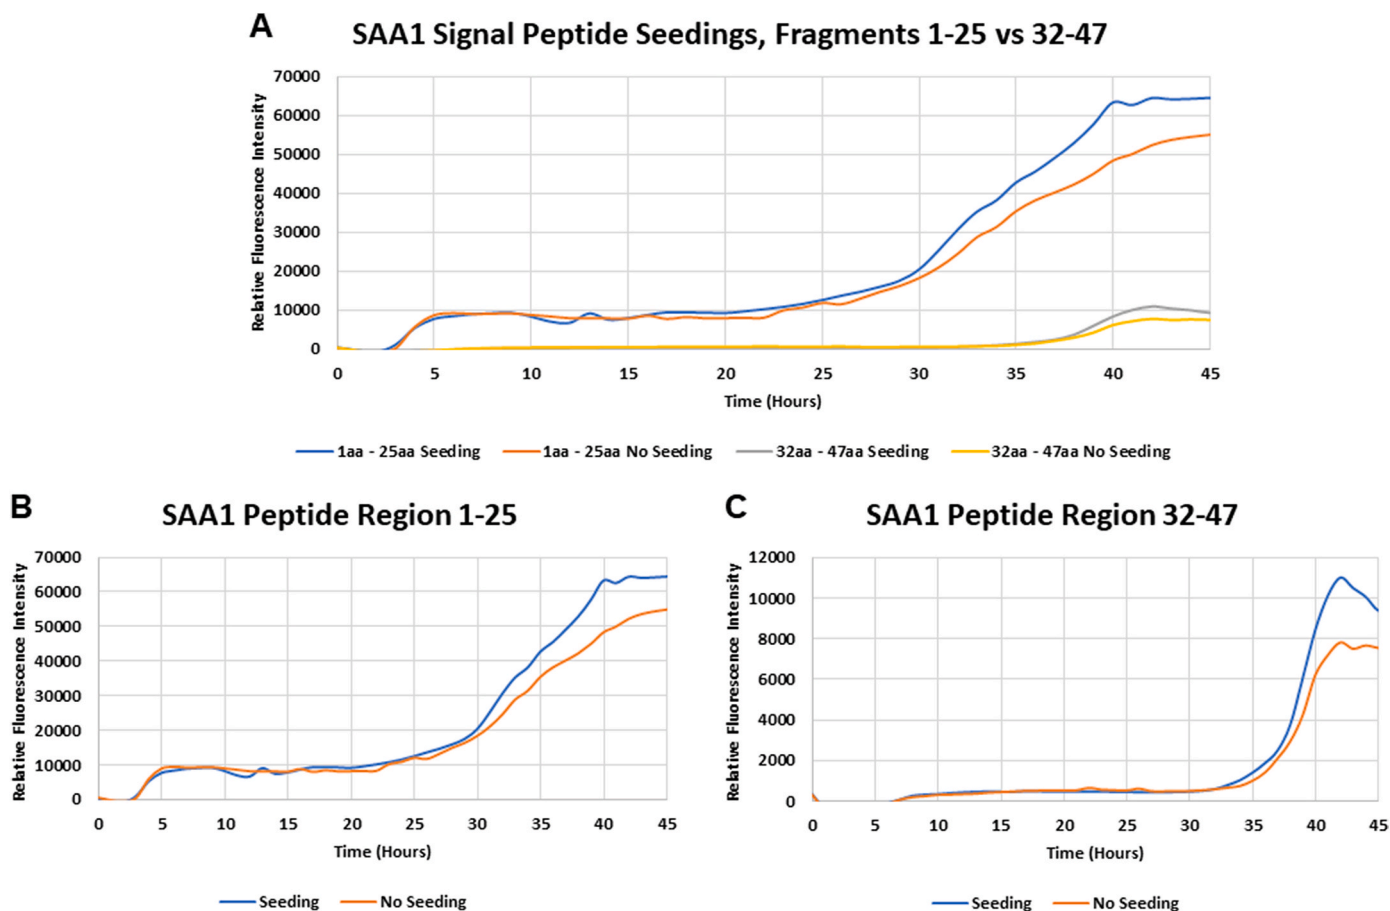 A
SAA1 Signal Peptide Seedings, Fragments 1-25 vs 32-47
Relative Fluorescence Intensity
70000
60000
50000
40000
30000
20000
10000
0
0 5 10 15 20 25 30 35 40 45
Time (Hours)
1aa - 25aa Seeding 1aa - 25aa No Seeding 32aa - 47aa Seeding 32aa - 47aa No Seeding
B
SAA1 Peptide Region 1-25
Relative Fluorescence Intensity
70000
60000
50000
40000
30000
20000
10000
0
0 5 10 15 20 25 30 35 40 45
Time (Hours)
Seeding No Seeding
C
SAA1 Peptide Region 32-47
Relative Fluorescence Intensity
12000
10000
8000
6000
4000
2000
0
0 5 10 15 20 25 30 35 40 45
Time (Hours)
Seeding No Seeding